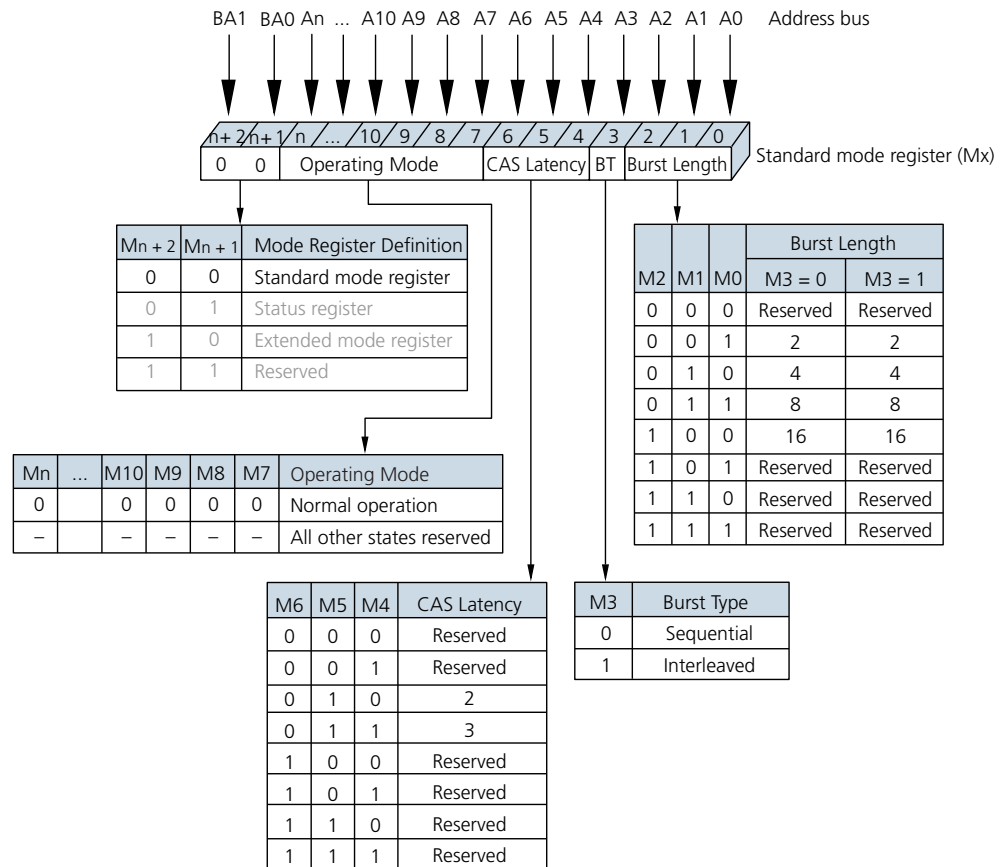 BA1 BA0 An ... A10 A9 A8 A7 A6 A5 A4 A3 A2 A1 A0 Address bus
n+ 2 n+ 1 n ... 10 9 8 7 6 5 4 3 2 1 0
Standard mode register (Mx)
0 0 Operating Mode CAS Latency BT Burst Length
Mn + 2 Mn + 1 Mode Register Definition
0 0 Standard mode register
0 1 Status register
1 0 Extended mode register
1 1 Reserved
Burst Length
M2 M1 M0 M3 = 0 M3 = 1
0 0 0 Reserved Reserved
0 0 1 2 2
0 1 0 4 4
0 1 1 8 8
1 0 0 16 16
1 0 1 Reserved Reserved
1 1 0 Reserved Reserved
1 1 1 Reserved Reserved
Mn ... M10 M9 M8 M7 Operating Mode
0 0 0 0 0 Normal operation
– – – – – All other states reserved
M6 M5 M4 CAS Latency
0 0 0 Reserved
0 0 1 Reserved
0 1 0 2
0 1 1 3
1 0 0 Reserved
1 0 1 Reserved
1 1 0 Reserved
1 1 1 Reserved
M3 Burst Type
0 Sequential
1 Interleaved